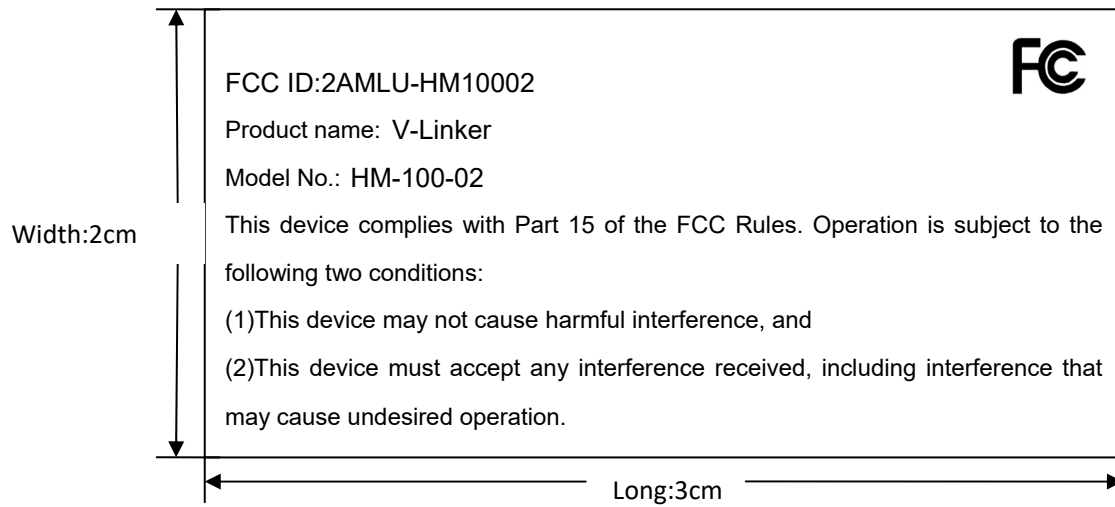 FC
FCC ID:2AMLU-HM10002
Product name: V-Linker
Model No.: HM-100-02
Width:2cm
This device complies with Part 15 of the FCC Rules. Operation is subject to the
following two conditions:
(1)This device may not cause harmful interference, and
(2)This device must accept any interference received, including interference that
may cause undesired operation.
Long:3cm